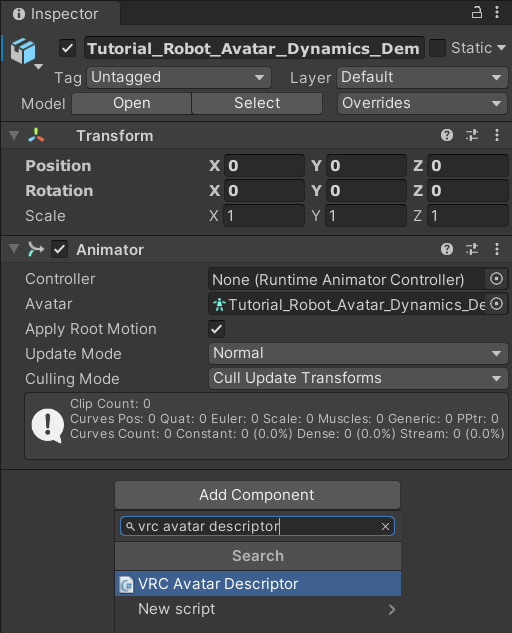 Inspector
Tutorial_Robot_Avatar_Dynamics_Dem
Static
Tag Untagged Layer Default
Model Open Select Overrides
Transform
Position X 0 Y 0 Z 0
Rotation X 0 Y 0 Z 0
Scale X 1 Y 1 Z 1
Animator
Controller None (Runtime Animator Controller)
Avatar Tutorial_Robot_Avatar_Dynamics_De
Apply Root Motion
Update Mode Normal
Culling Mode Cull Update Transforms
Clip Count: 0
Curves Pos: 0 Quat: 0 Euler: 0 Scale: 0 Muscles: 0 Generic: 0 PPtr: 0
Curves Count: 0 Constant: 0 (0.0%) Dense: 0 (0.0%) Stream: 0 (0.0%)
Add Component
vrc avatar descriptor
Search
VRC Avatar Descriptor
New script